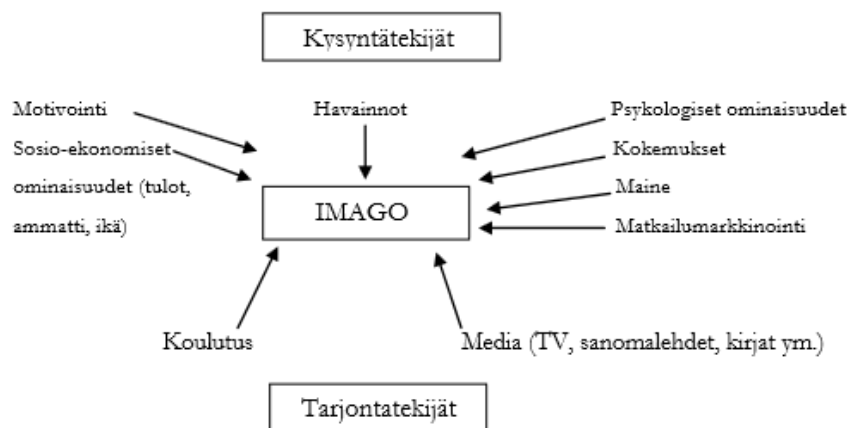 Kysyntätekijät
Motivointi
Havainnot
Psykologiset ominaisuudet
Sosio-ekonomiset
ominaisuudet (tulot,
ammatti, ikä)
Kokemukset
IMAGO
Maine
Matkailumarkkinointi
Koulutus
Media (TV, sanomalehdet, kirjat ym.)
Tarjontatekijät